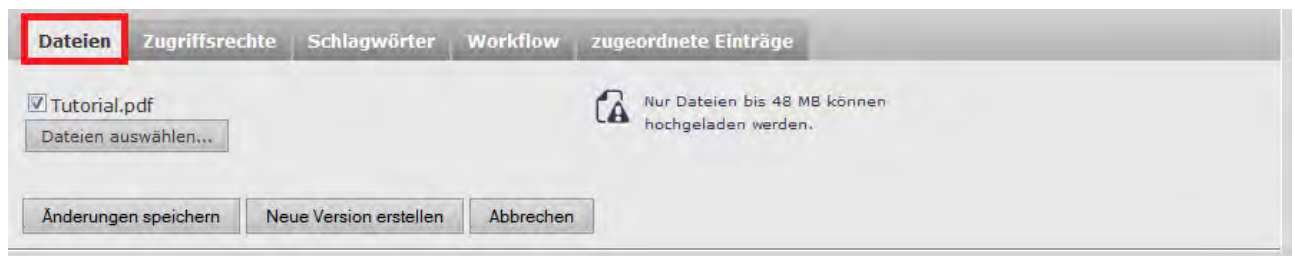 Dateien Zugriffsrechte Schlagwörter Workflow zugeordnete Einträge
Tutorial.pdf
Dateien auswählen...
Nur Dateien bis 48 MB können
hochgeladen werden.
Änderungen speichern Neue Version erstellen Abbrechen